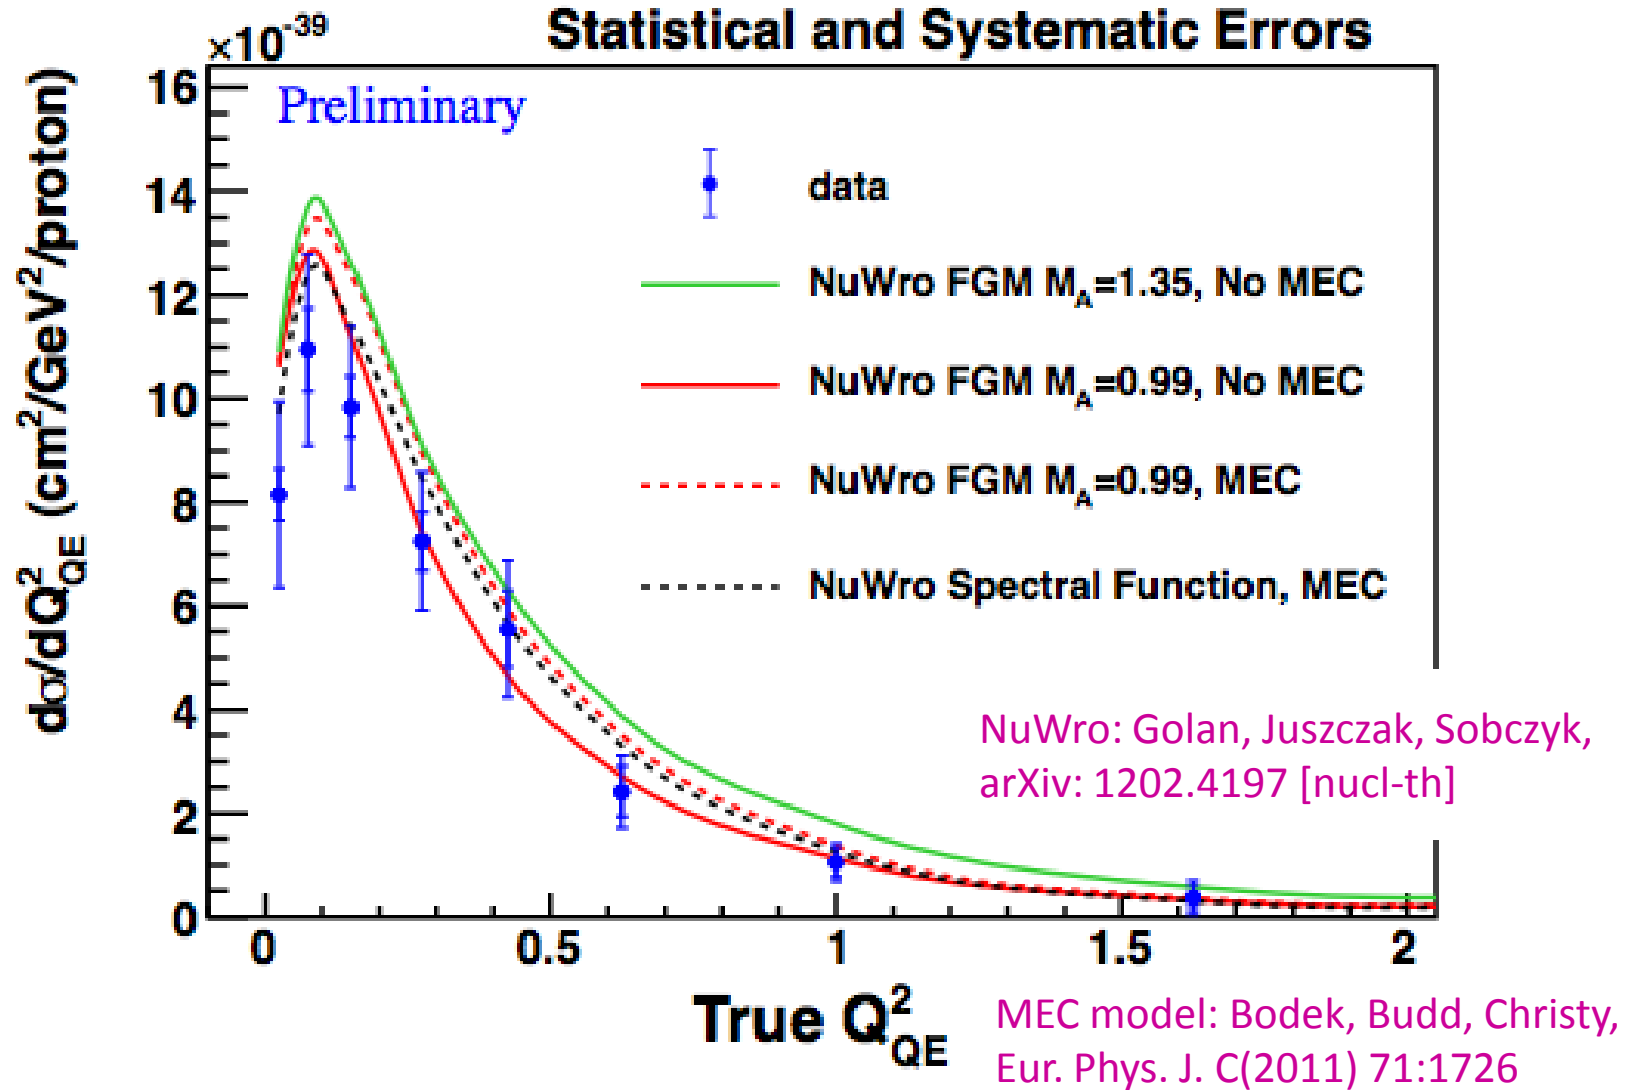 Statistical and Systematic Errors
×10⁻³⁹
Preliminary
dσ/dQ²_QE (cm²/GeV²/proton)
16
14
12
10
8
6
4
2
0
data
NuWro FGM M_A=1.35, No MEC
NuWro FGM M_A=0.99, No MEC
NuWro FGM M_A=0.99, MEC
NuWro Spectral Function, MEC
NuWro: Golan, Juszczak, Sobczyk,
arXiv: 1202.4197 [nucl-th]
0 0.5 1 1.5 2
True Q²_QE
MEC model: Bodek, Budd, Christy,
Eur. Phys. J. C(2011) 71:1726